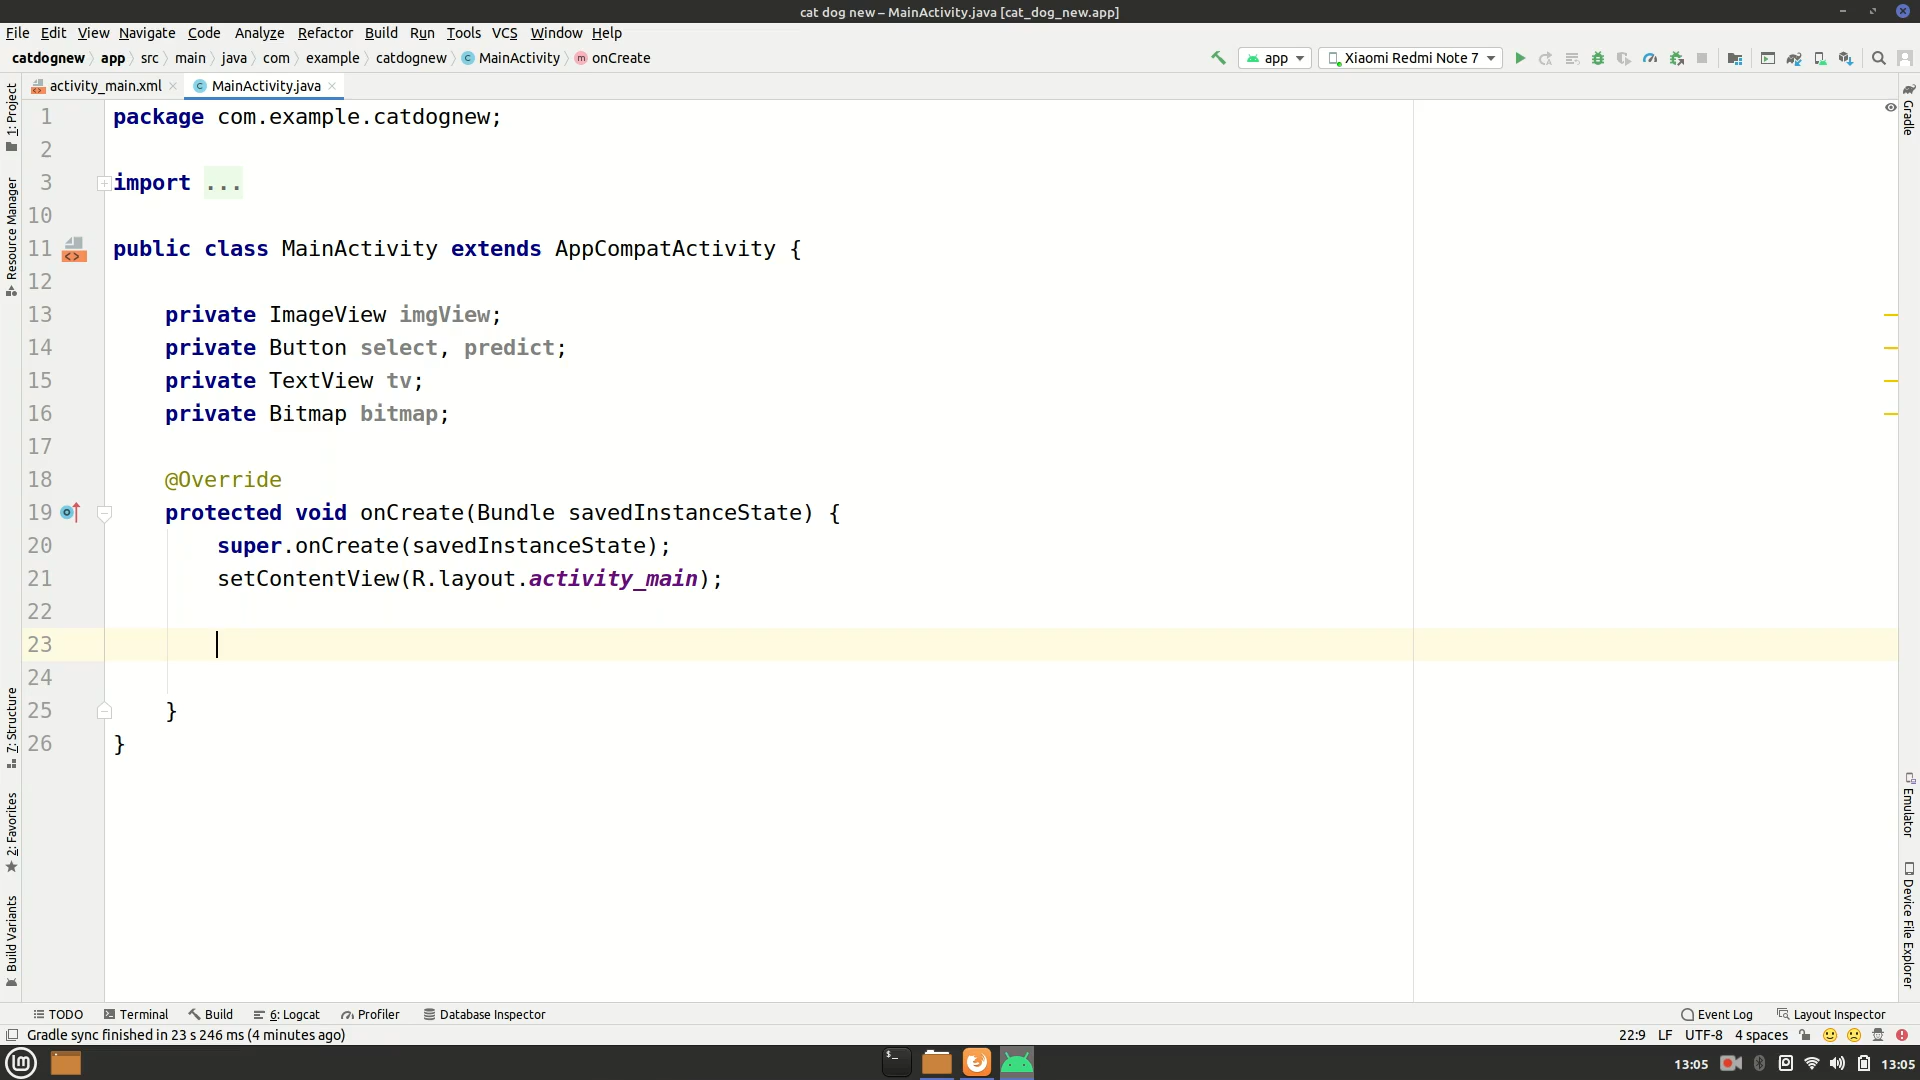 cat dog new – MainActivity.java [cat_dog_new.app]
File Edit View Navigate Code Analyze Refactor Build Run Tools VCS Window Help
catdognew app src main java com example catdognew MainActivity onCreate
app
Xiaomi Redmi Note 7
activity_main.xml
MainActivity.java
1 package com.example.catdognew;
2
3 import ...
10
11 public class MainActivity extends AppCompatActivity {
12
13 private ImageView imgView;
14 private Button select, predict;
15 private TextView tv;
16 private Bitmap bitmap;
17
18 @Override
19 protected void onCreate(Bundle savedInstanceState) {
20 super.onCreate(savedInstanceState);
21 setContentView(R.layout.activity_main);
22
23
24
25 }
26 }
1: Project
Resource Manager
7: Structure
2: Favorites
Build Variants
Gradle
Emulator
Device File Explorer
TODO Terminal Build 6: Logcat Profiler Database Inspector Event Log Layout Inspector
Gradle sync finished in 23 s 246 ms (4 minutes ago) 22:9 LF UTF-8 4 spaces
13:05 13:05